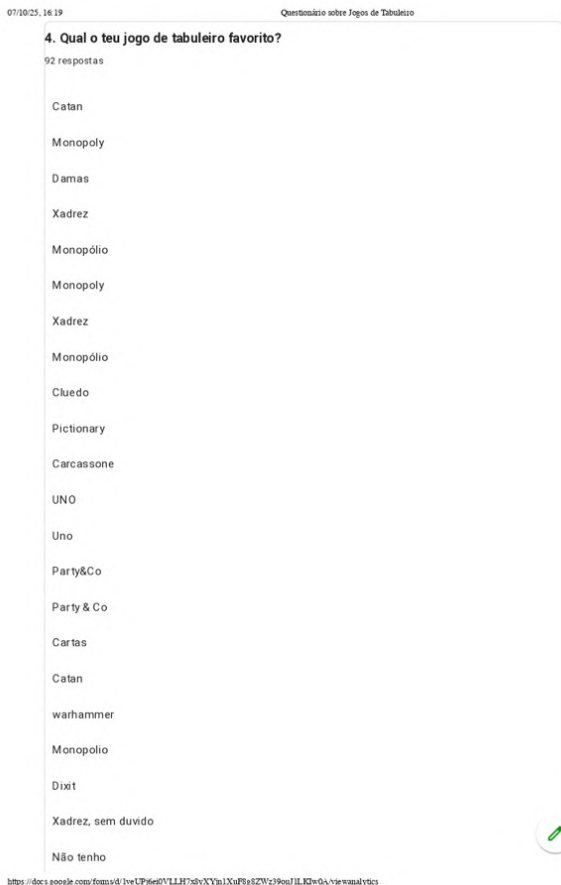 07/10/25, 16:19 Questionário sobre Jogos de Tabuleiro
4. Qual o teu jogo de tabuleiro favorito?
92 respostas
Catan
Monopoly
Damas
Xadrez
Monopólio
Monopoly
Xadrez
Monopólio
Cluedo
Pictionary
Carcassone
UNO
Uno
Party&Co
Party & Co
Cartas
Catan
warhammer
Monopolio
Dixit
Xadrez, sem duvido
Não tenho